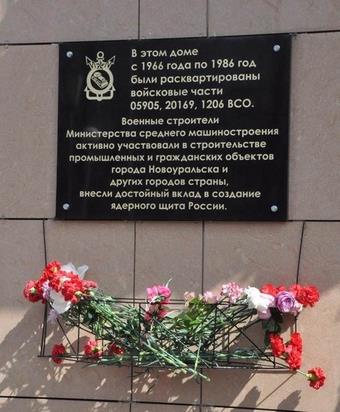 В этом доме
с 1966 года по 1986 год
были расквартированы
войсковые части
05905, 20169, 1206 ВСО.
Военные строители
Министерства среднего машиностроения
активно участвовали в строительстве
промышленных и гражданских объектов
города Новоуральска и
других городов страны,
внесли достойный вклад в создание
ядерного щита России.